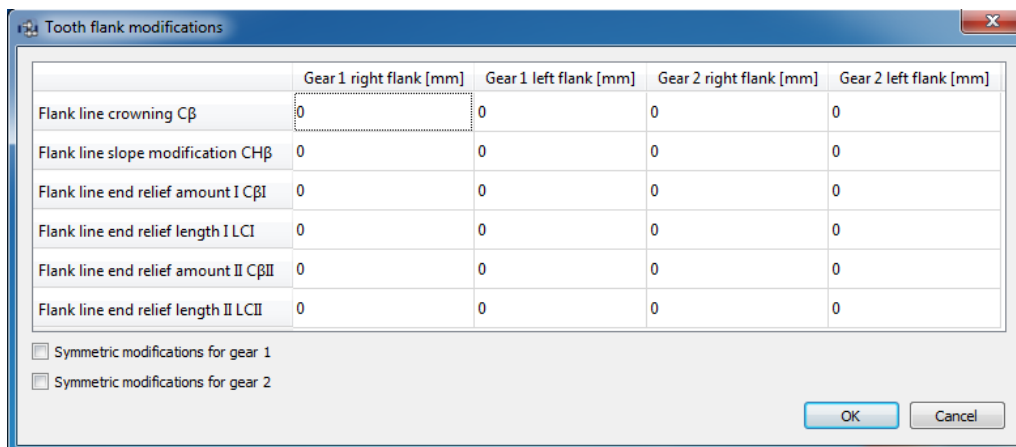 Tooth flank modifications
Gear 1 right flank [mm] Gear 1 left flank [mm] Gear 2 right flank [mm] Gear 2 left flank [mm]
Flank line crowning Cβ 0 0 0 0
Flank line slope modification CHβ 0 0 0 0
Flank line end relief amount I CβI 0 0 0 0
Flank line end relief length I LCI 0 0 0 0
Flank line end relief amount II CβII 0 0 0 0
Flank line end relief length II LCII 0 0 0 0
Symmetric modifications for gear 1
Symmetric modifications for gear 2
OK Cancel